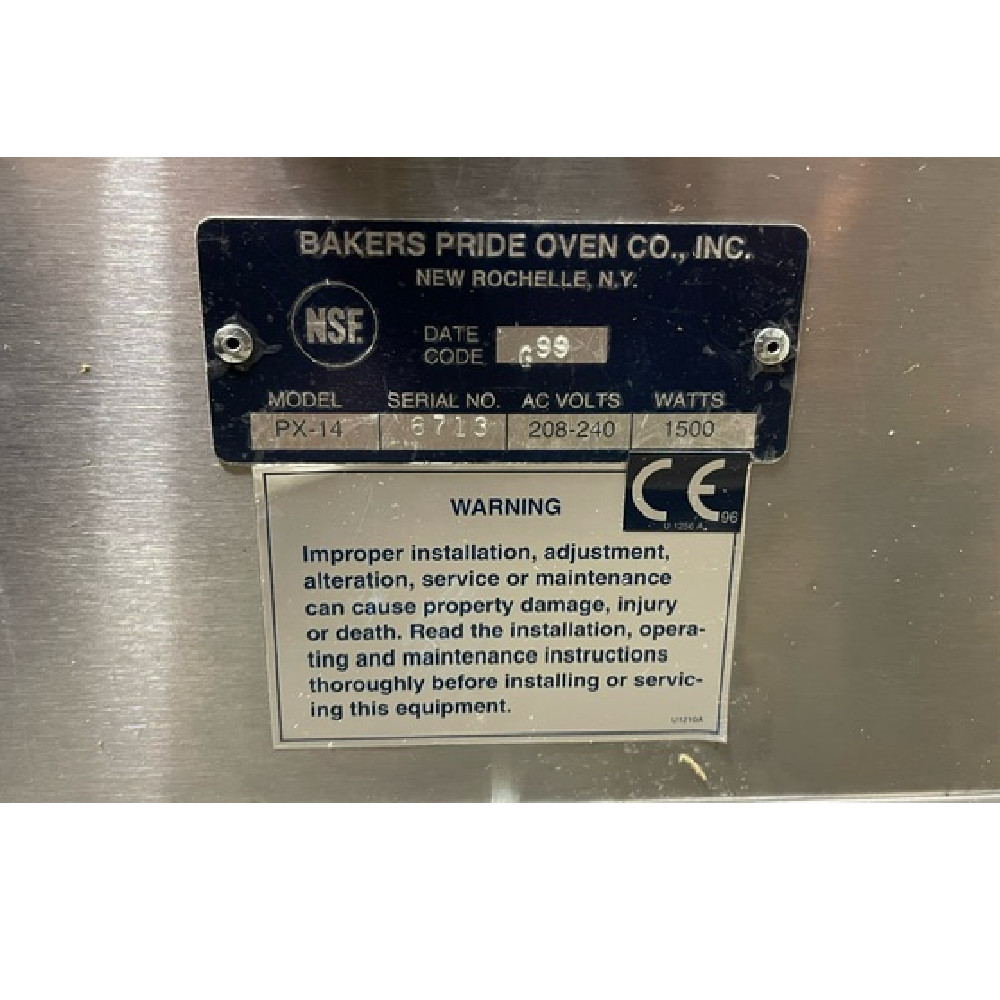 BAKERS PRIDE OVEN CO., INC.
NEW ROCHELLE, N.Y.
NSF.
DATE CODE G99
MODEL SERIAL NO. AC VOLTS WATTS
PX-14 6713 208-240 1500
CE 96
WARNING
Improper installation, adjustment,
alteration, service or maintenance
can cause property damage, injury
or death. Read the installation, opera-
ting and maintenance instructions
thoroughly before installing or servic-
ing this equipment.
U1210A